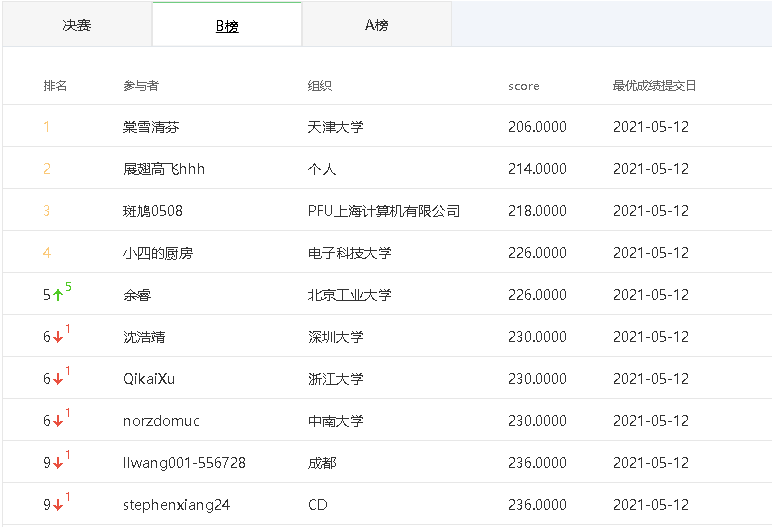 决赛 B榜 A榜
排名 参与者 组织 score 最优成绩提交日
1 棠雪清芬 天津大学 206.0000 2021-05-12
2 展翅高飞hhh 个人 214.0000 2021-05-12
3 斑鸠0508 PFU上海计算机有限公司 218.0000 2021-05-12
4 小四的厨房 电子科技大学 226.0000 2021-05-12
5↑5 余睿 北京工业大学 226.0000 2021-05-12
6↓1 沈浩靖 深圳大学 230.0000 2021-05-12
6↓1 QikaiXu 浙江大学 230.0000 2021-05-12
6↓1 norzdomuc 中南大学 230.0000 2021-05-12
9↓1 llwang001-556728 成都 236.0000 2021-05-12
9↓1 stephenxiang24 CD 236.0000 2021-05-12